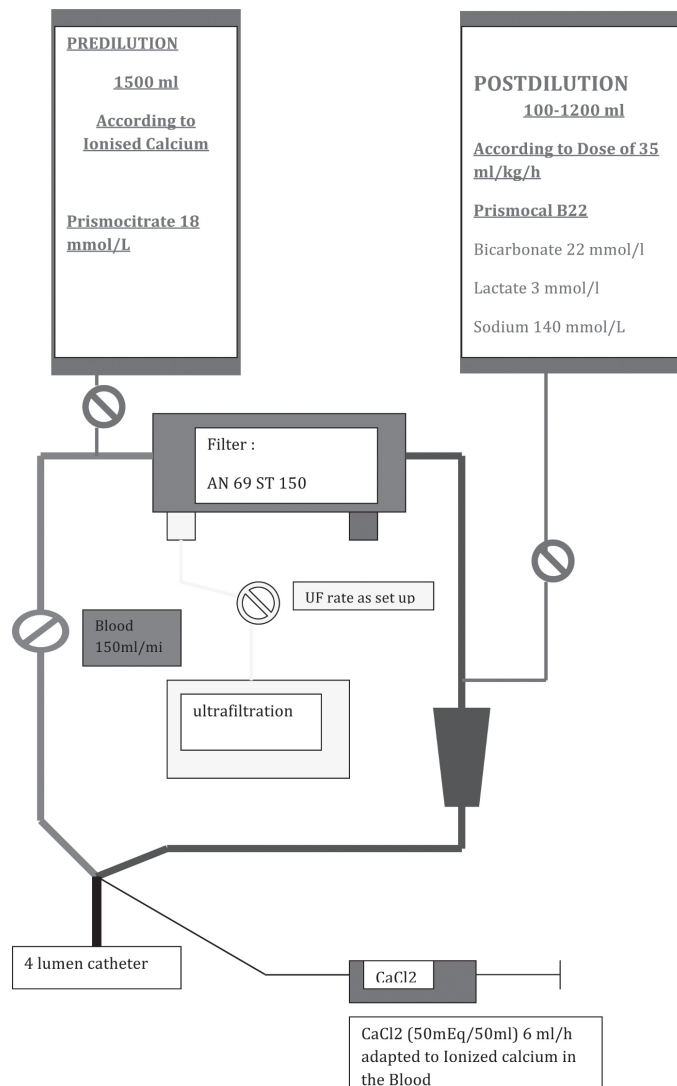 PREDILUTION
1500 ml
According to
Ionised Calcium
Prismocitrate 18
mmol/L
POSTDILUTION
100-1200 ml
According to Dose of 35
ml/kg/h
Prismocal B22
Bicarbonate 22 mmol/l
Lactate 3 mmol/l
Sodium 140 mmol/L
Filter :
AN 69 ST 150
UF rate as set up
Blood
150ml/mi
ultrafiltration
4 lumen catheter
CaCl2
CaCl2 (50mEq/50ml) 6 ml/h
adapted to Ionized calcium in
the Blood